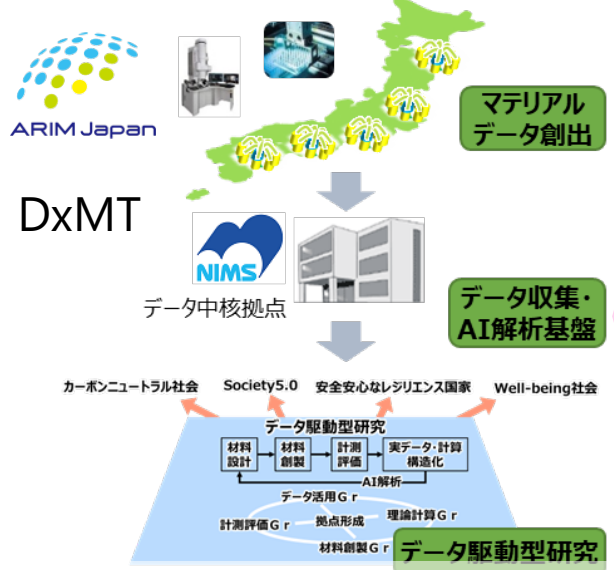 ARIM Japan
マテリアル
データ創出
DxMT
NIMS
データ中核拠点
データ収集・
AI解析基盤
カーボンニュートラル社会
Society5.0
安全安心なレジリエンス国家
Well-being社会
データ駆動型研究
材料
設計
材料
創製
計測
評価
実データ・計算
構造化
AI解析
データ活用Ｇｒ
計測評価Ｇｒ
拠点形成
理論計算Ｇｒ
材料創製Ｇｒ
データ駆動型研究